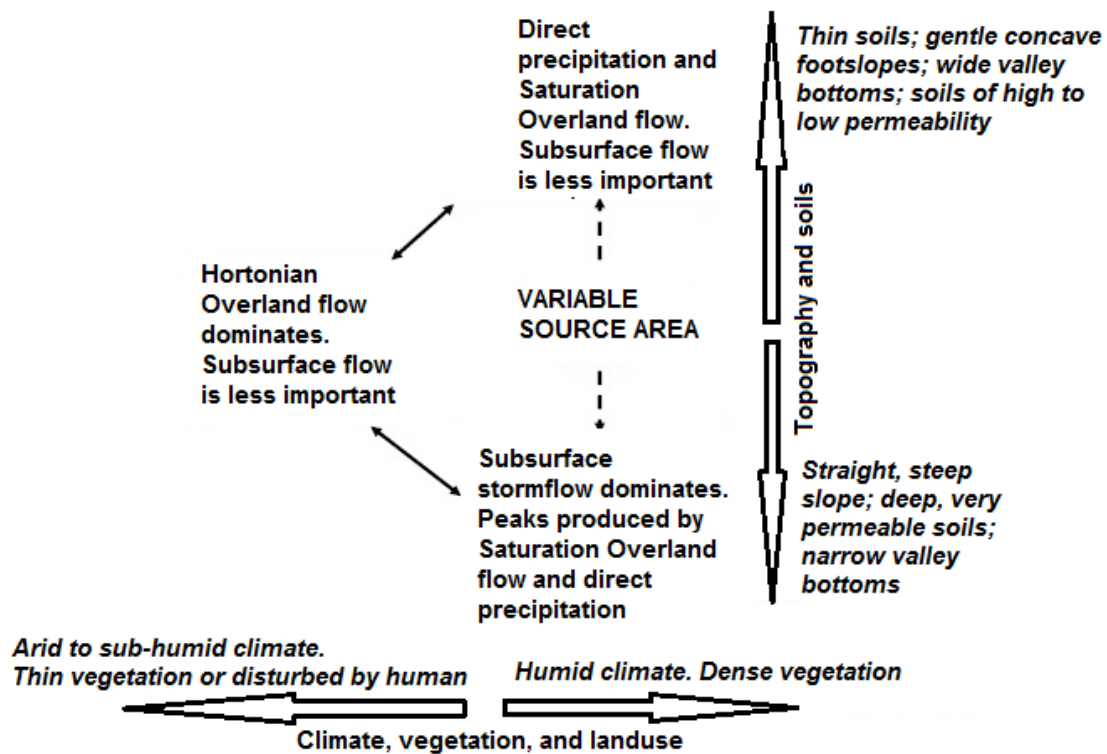 Direct
precipitation and
Saturation
Overland flow.
Subsurface flow
is less important
Thin soils; gentle concave
footslopes; wide valley
bottoms; soils of high to
low permeability
Hortonian
Overland flow
dominates.
Subsurface flow
is less important
VARIABLE
SOURCE AREA
Topography and soils
Subsurface
stormflow dominates.
Peaks produced by
Saturation Overland
flow and direct
precipitation
Straight, steep
slope; deep, very
permeable soils;
narrow valley
bottoms
Arid to sub-humid climate.
Thin vegetation or disturbed by human
Humid climate. Dense vegetation
Climate, vegetation, and landuse